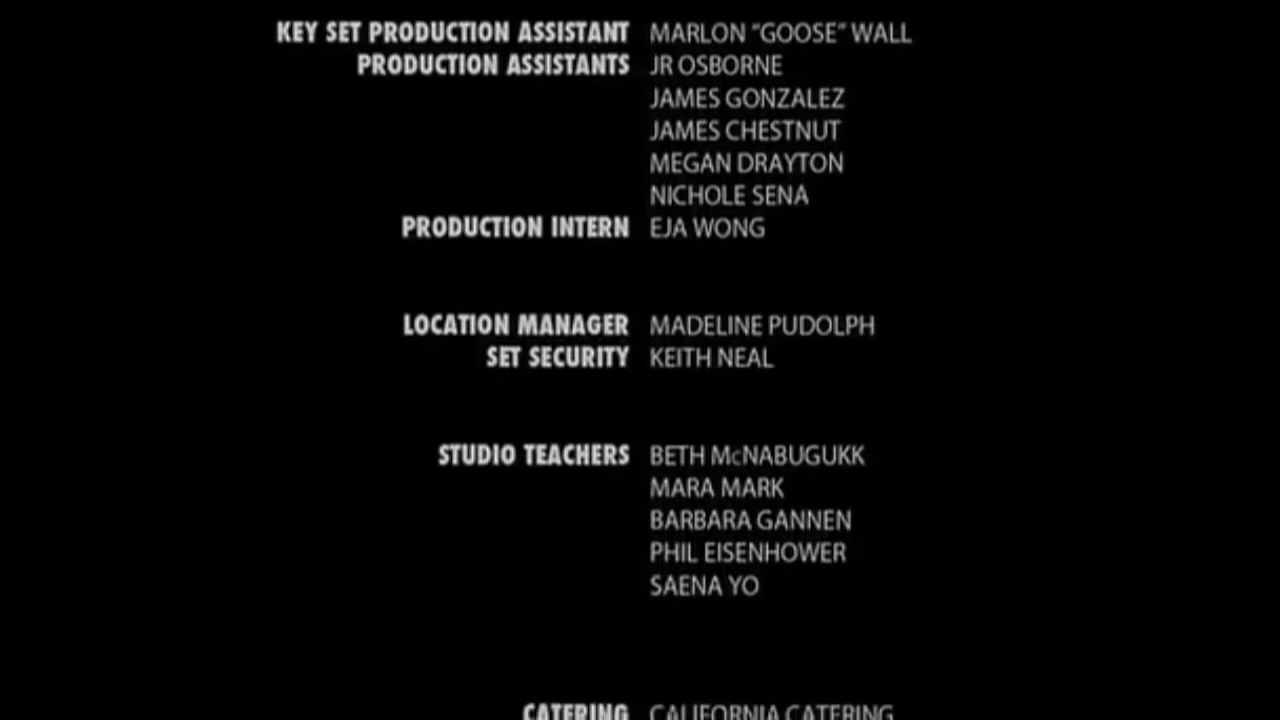 KEY SET PRODUCTION ASSISTANT MARLON "GOOSE" WALL
PRODUCTION ASSISTANTS JR OSBORNE
JAMES GONZALEZ
JAMES CHESTNUT
MEGAN DRAYTON
NICHOLE SENA
PRODUCTION INTERN EJA WONG
LOCATION MANAGER MADELINE PUDOLPH
SET SECURITY KEITH NEAL
STUDIO TEACHERS BETH McNABUGUKK
MARA MARK
BARBARA GANNEN
PHIL EISENHOWER
SAENA YO
CATERING CALIFORNIA CATERING